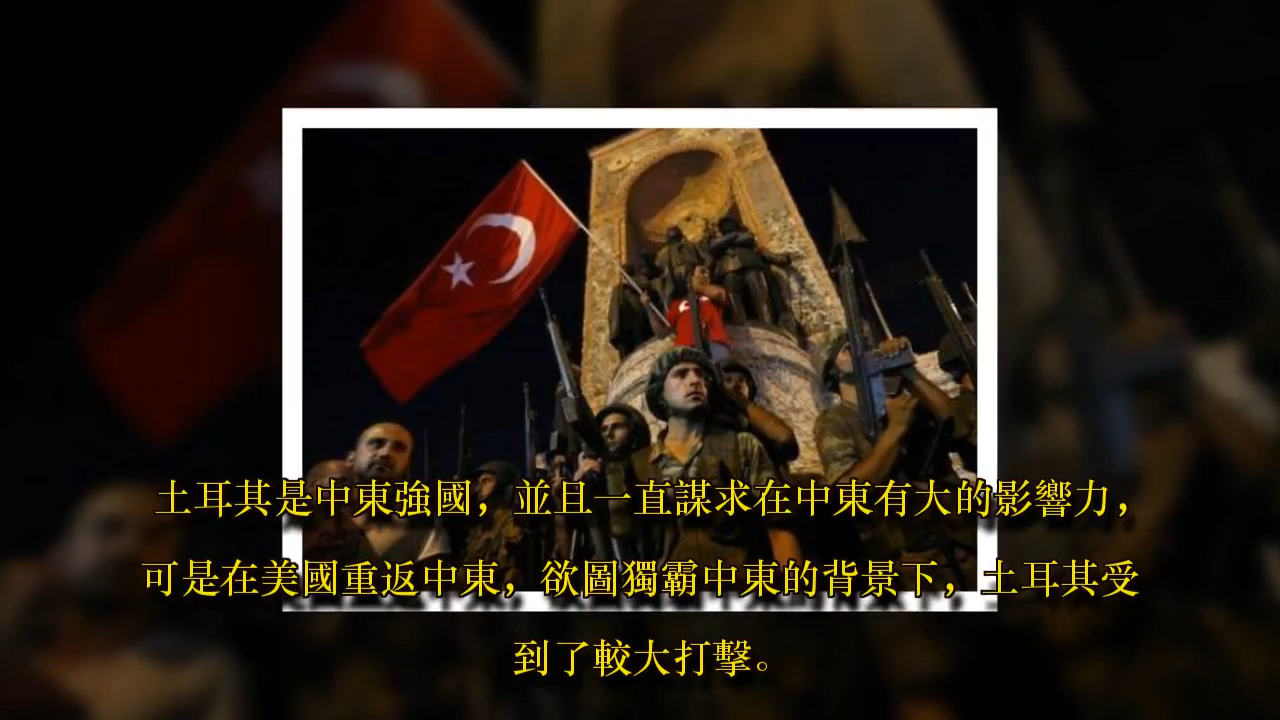 土耳其是中東強國，並且一直謀求在中東有大的影響力，
可是在美國重返中東，欲圖獨霸中東的背景下，土耳其受
到了較大打擊。